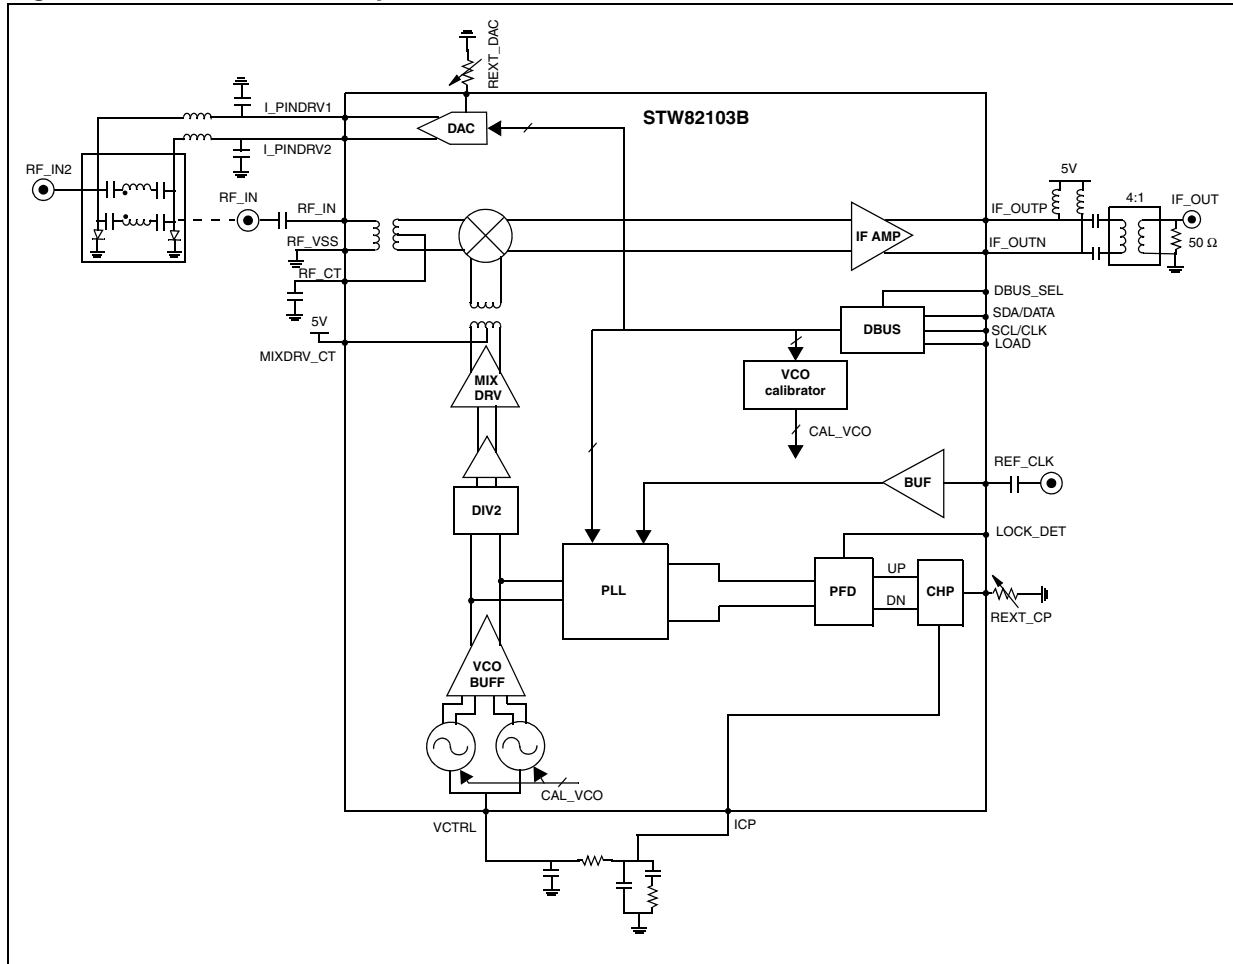 REXT_DAC
I_PINDRV1
STW82103B
DAC
I_PINDRV2
RF_IN2
5V
RF_IN
4:1
IF_OUT
RF_IN
IF_OUTP
RF_VSS
IF AMP
50 Ω
IF_OUTN
RF_CT
DBUS_SEL
5V
SDA/DATA
DBUS
SCL/CLK
LOAD
MIXDRV_CT
MIX
DRV
VCO
calibrator
CAL_VCO
REF_CLK
BUF
DIV2
LOCK_DET
UP
PLL
PFD
CHP
DN
REXT_CP
VCO
BUFF
CAL_VCO
VCTRL
ICP